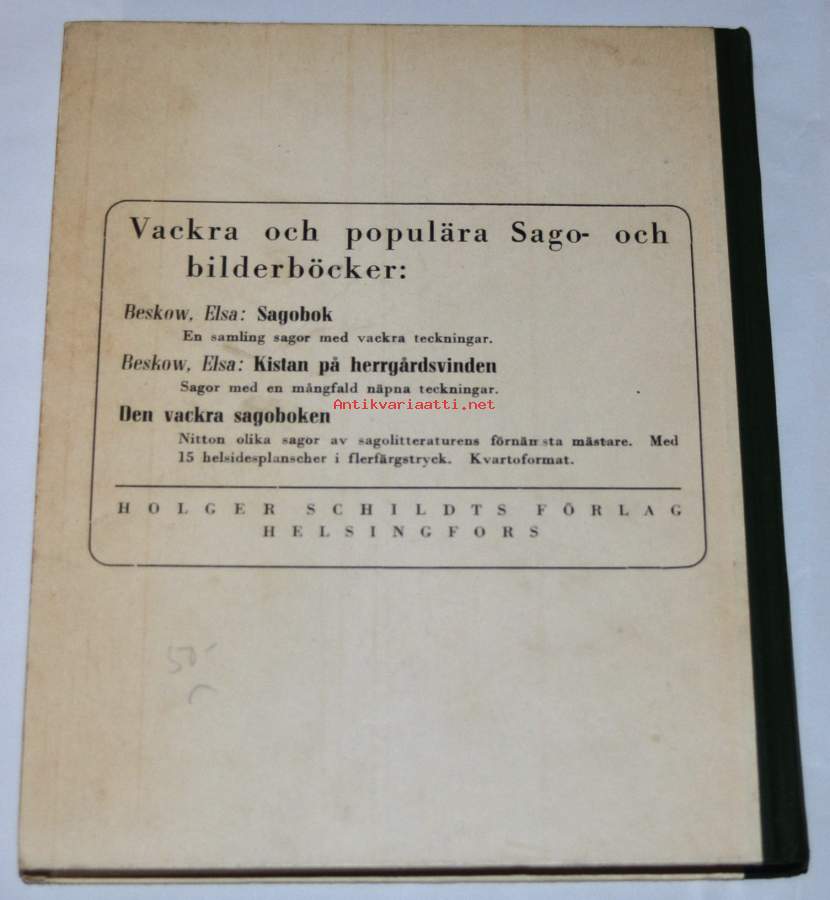 Vackra och populära Sago- och
bilderböcker:
Beskow, Elsa: Sagobok
En samling sagor med vackra teckningar.
Beskow, Elsa: Kistan på herrgårdsvinden
Sagor med en mångfald näpna teckningar.
Antikvariaatti.net
Den vackra sagoboken
Nitton olika sagor av sagolitteraturens förnämsta mästare. Med
15 helsidesplanscher i flerfärgstryck. Kvartoformat.
HOLGER SCHILDTS FÖRLAG
HELSINGFORS
50-